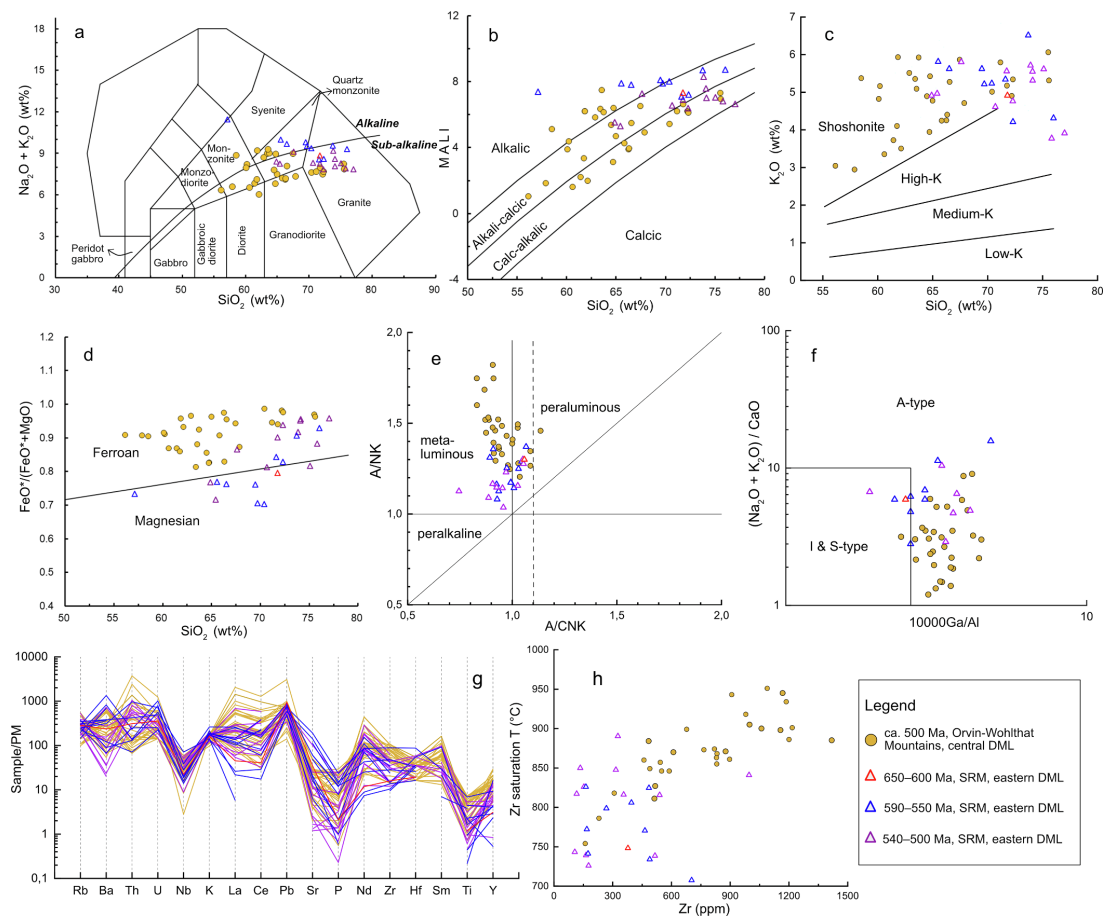 a
Na2O + K2O (wt%)
18
15
12
9
6
3
0
Syenite
Quartz
monzonite
Alkaline
Sub-alkaline
Mon-
zonite
Monzo-
diorite
Peridot
gabbro
Gabbro
Gabbroic
diorite
Diorite
Granodiorite
Granite
30 40 50 60 70 80 90
SiO2 (wt%)
b
MALI
12
8
4
0
-4
Alkalic
Alkali-calcic
Calc-alkalic
Calcic
50 55 60 65 70 75 80
SiO2 (wt%)
c
K2O (wt%)
7
6
5
4
3
2
1
0
Shoshonite
High-K
Medium-K
Low-K
55 60 65 70 75 80
SiO2 (wt%)
d
FeO*/(FeO*+MgO)
1.2
1.1
1.0
0.9
0.8
0.7
0.6
0.5
0.4
Ferroan
Magnesian
50 55 60 65 70 75 80
SiO2 (wt%)
e
A/NK
2,0
1,5
1,0
0,5
meta-
luminous
peraluminous
peralkaline
0,5 1,0 1,5 2,0
A/CNK
f
(Na2O + K2O) / CaO
100
10
1
A-type
I & S-type
1 10
10000Ga/Al
g
Sample/PM
10000
1000
100
10
1
0,1
Rb Ba Th U Nb K La Ce Pb Sr P Nd Zr Hf Sm Ti Y
h
Zr saturation T (°C)
1000
950
900
850
800
750
700
0 300 600 900 1200 1500
Zr (ppm)
Legend
ca. 500 Ma, Orvin-Wohlthat
Mountains, central DML
650–600 Ma, SRM, eastern DML
590–550 Ma, SRM, eastern DML
540–500 Ma, SRM, eastern DML